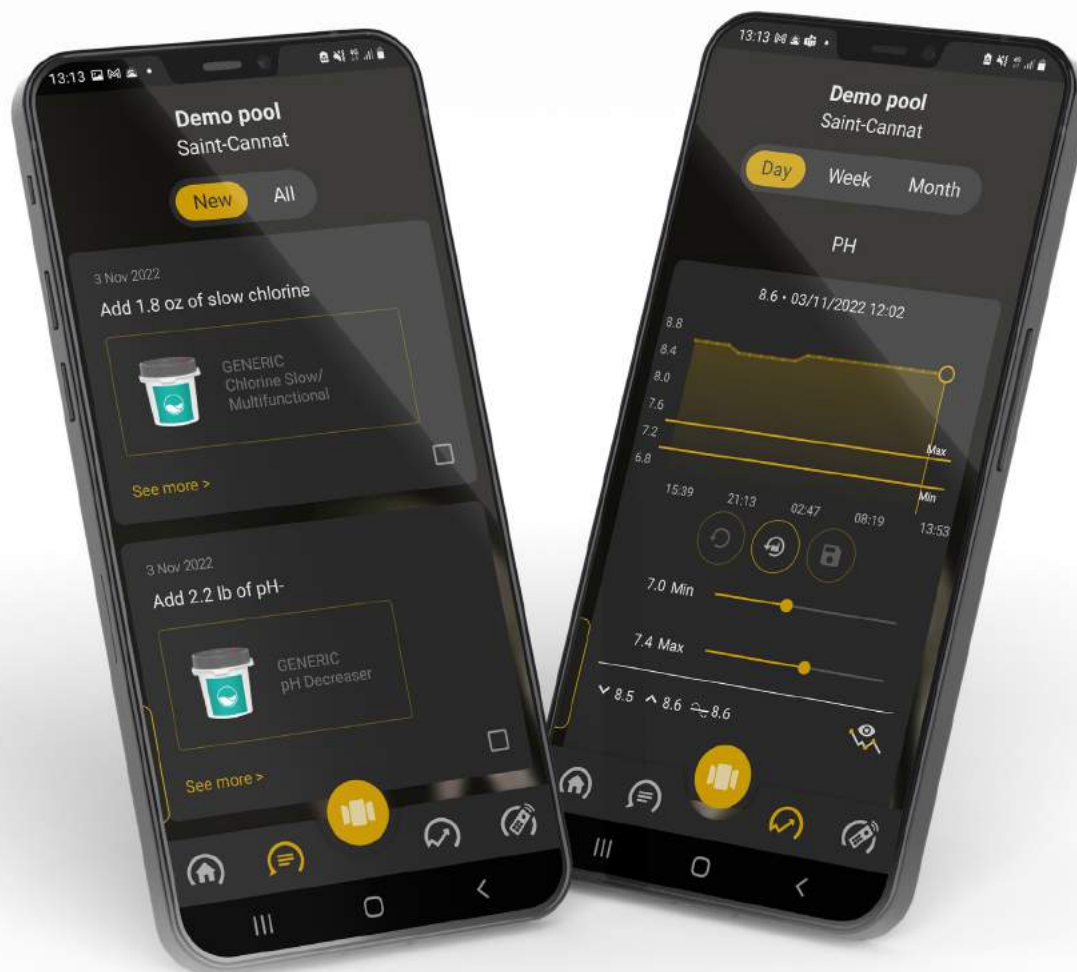 13:13
Demo pool
Saint-Cannat
New
All
3 Nov 2022
Add 1.8 oz of slow chlorine
GENERIC
Chlorine Slow/
Multifunctional
See more >
3 Nov 2022
Add 2.2 lb of pH-
GENERIC
pH Decreaser
See more >
13:13
Demo pool
Saint-Cannat
Day
Week
Month
PH
8.6 • 03/11/2022 12:02
8.8
8.4
8.0
7.6
7.2
6.8
Max
Min
15:39 21:13 02:47 08:19 13:53
7.0 Min
7.4 Max
8.5 8.6 8.6